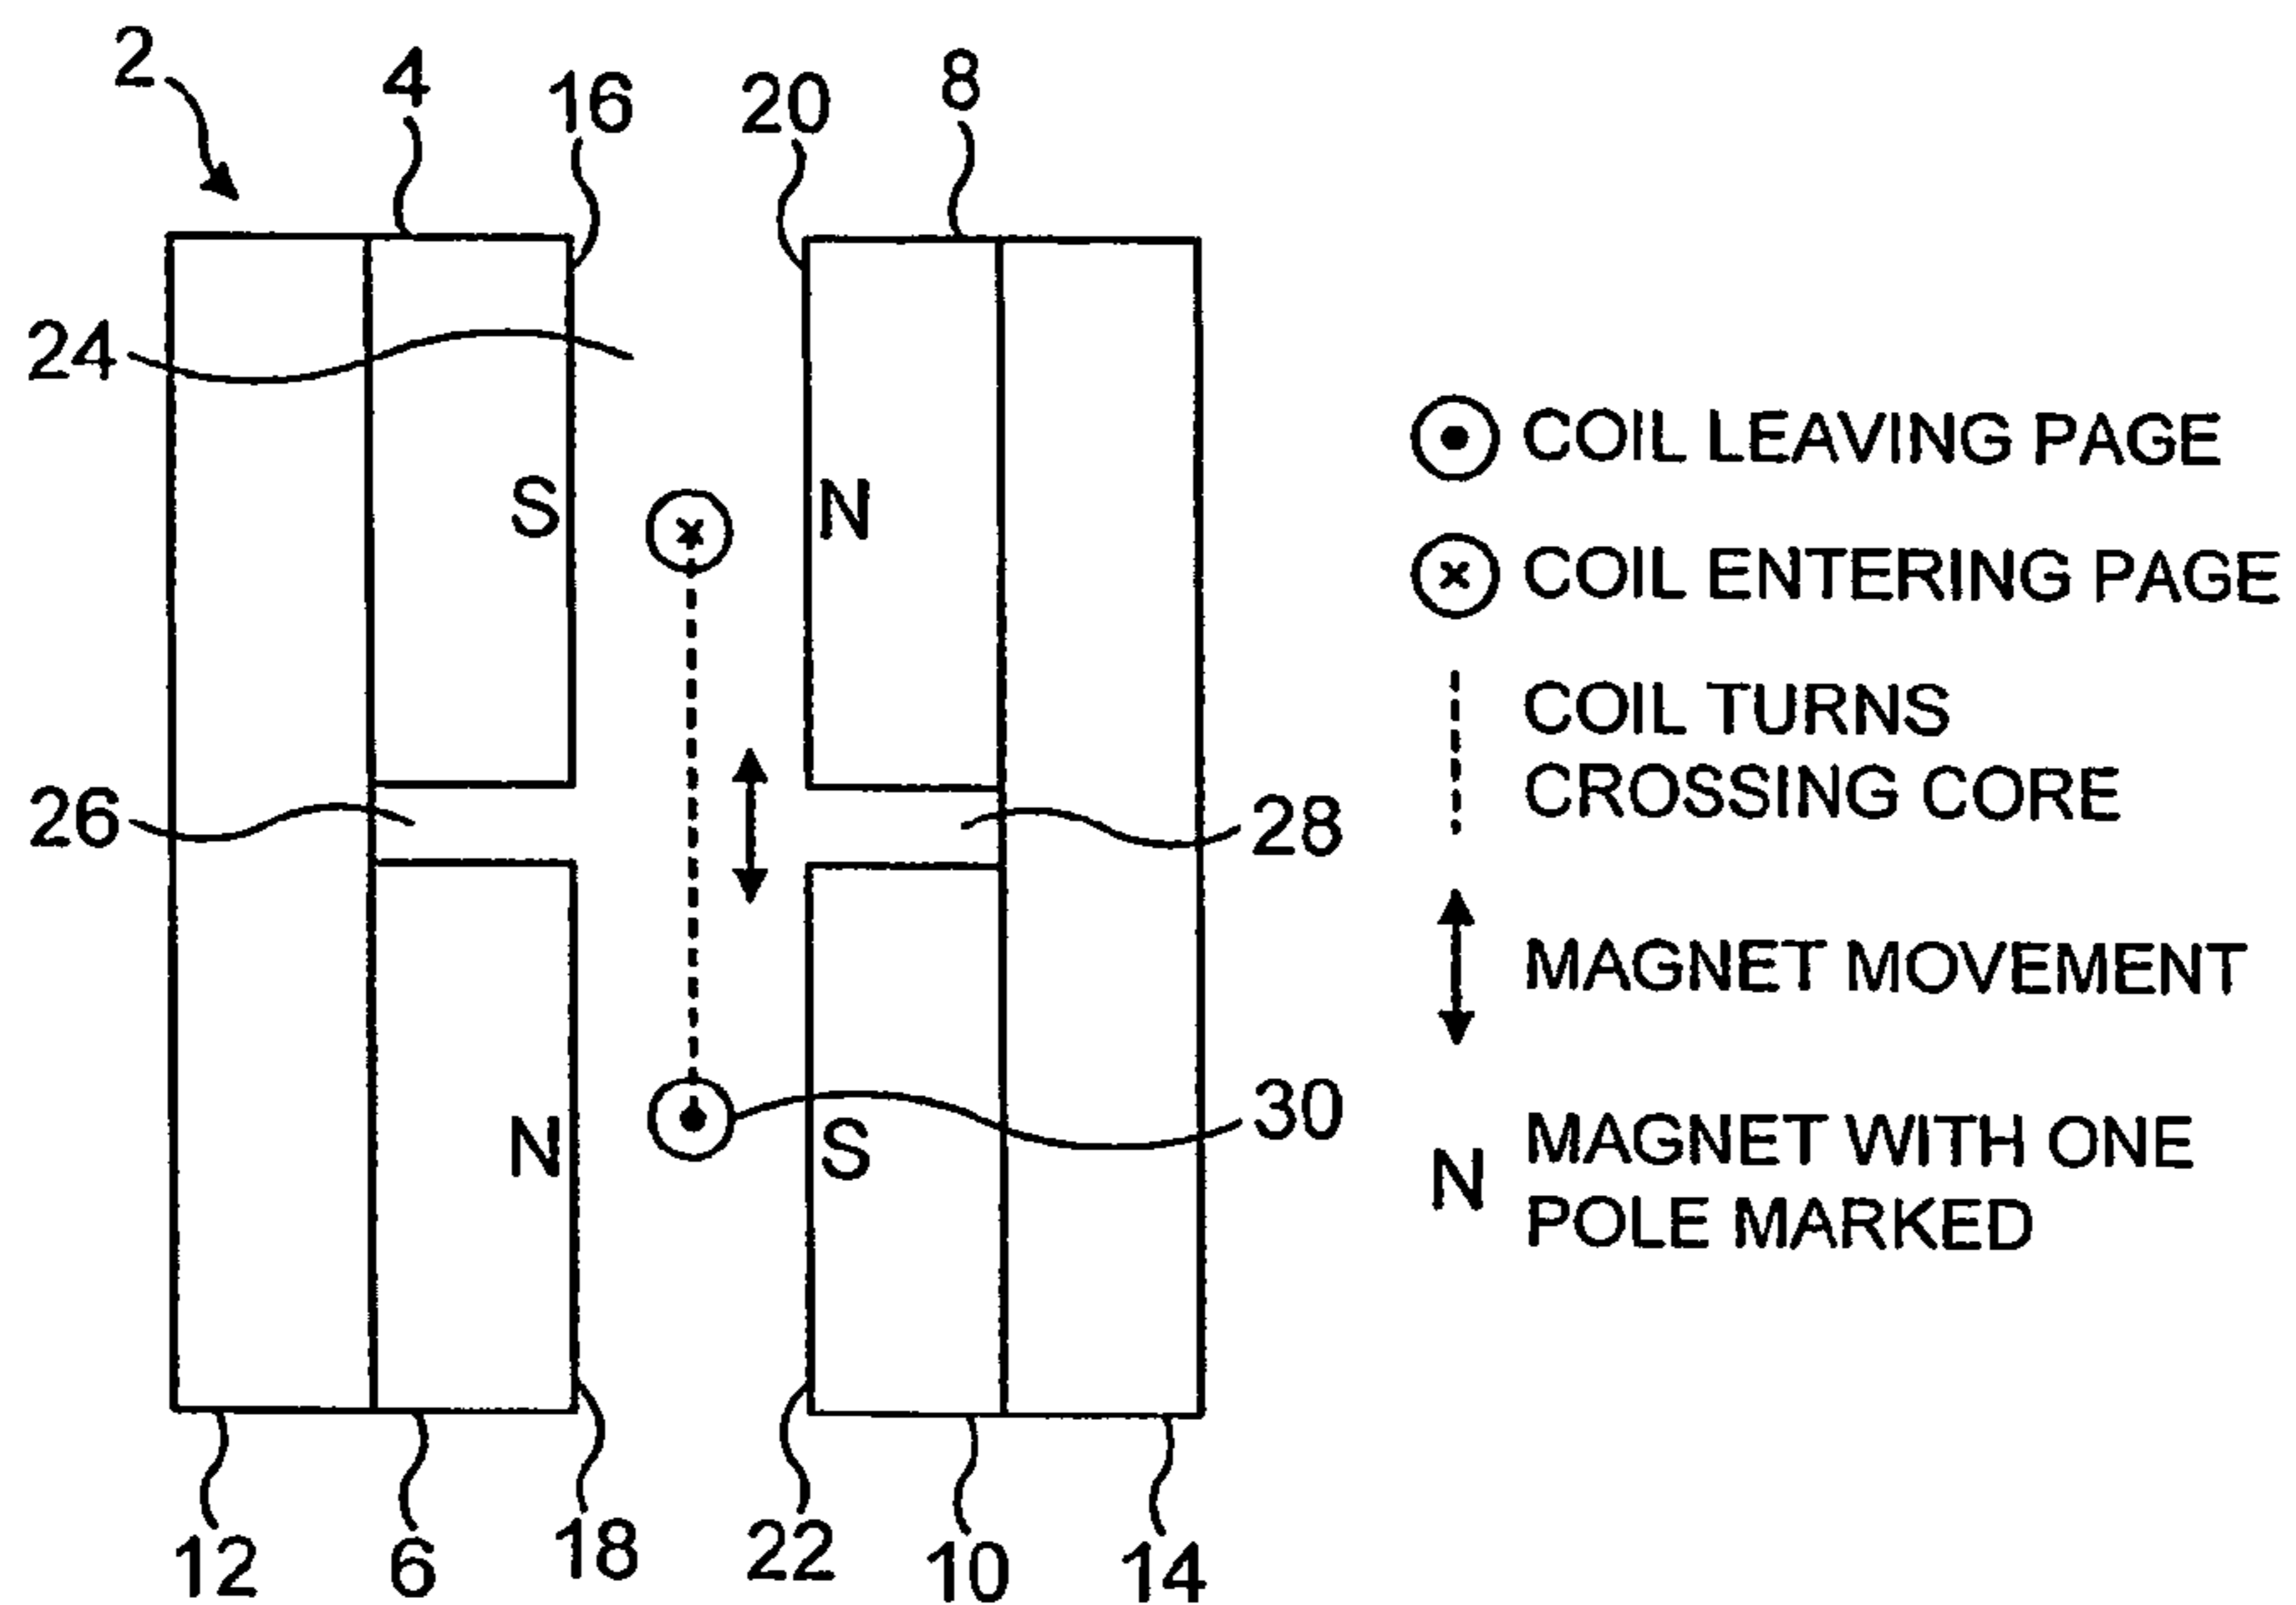 2
4
16
20
8
24
S
N
26
28
N
S
30
12
6
18
22
10
14
COIL LEAVING PAGE
COIL ENTERING PAGE
COIL TURNS
CROSSING CORE
MAGNET MOVEMENT
N
MAGNET WITH ONE
POLE MARKED